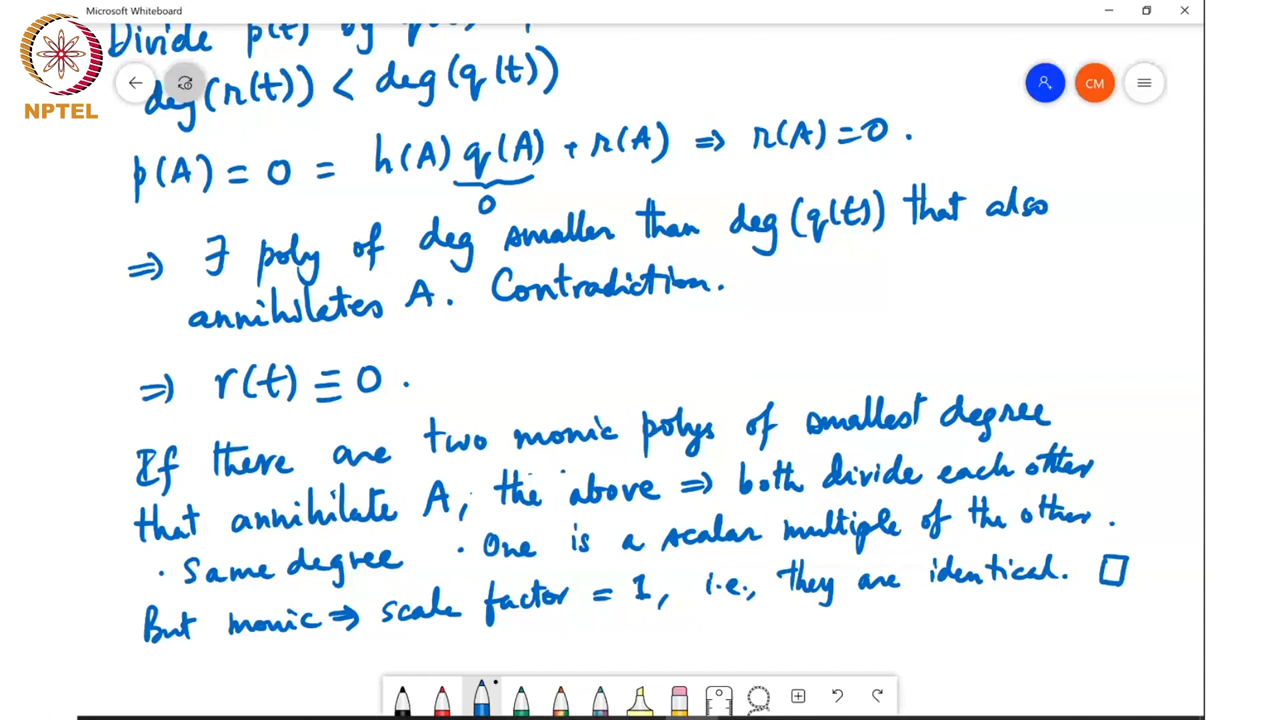 Microsoft Whiteboard
NPTEL
CM
Divide p(t) by
deg(r(t)) < deg(q(t))
p(A) = 0 = h(A) q(A) + r(A) ⇒ r(A) = 0 .
0
⇒ ∃ poly of deg smaller than deg(q(t)) that also
annihilates A. Contradiction.
⇒ r(t) ≡ 0 .
If there are two monic polys of smallest degree
that annihilate A, the above ⇒ both divide each other
· Same degree · One is a scalar multiple of the other .
But monic ⇒ scale factor = 1, i.e., they are identical. □